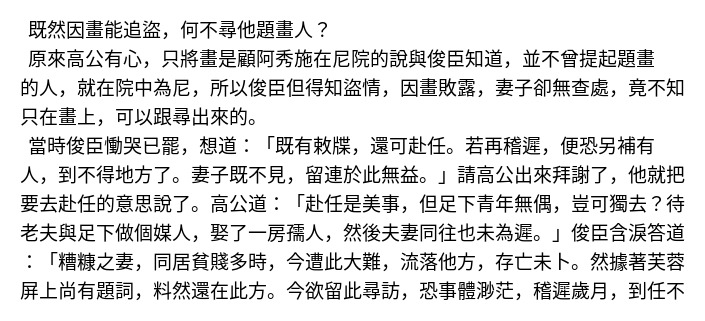 既然因畫能追盜，何不尋他題畫人？
原來高公有心，只將畫是顧阿秀施在尼院的說與俊臣知道，並不曾提起題畫
的人，就在院中為尼，所以俊臣但得知盜情，因畫敗露，妻子卻無查處，竟不知
只在畫上，可以跟尋出來的。
當時俊臣慟哭已罷，想道：「既有敕牒，還可赴任。若再稽遲，便恐另補有
人，到不得地方了。妻子既不見，留連於此無益。」請高公出來拜謝了，他就把
要去赴任的意思說了。高公道：「赴任是美事，但足下青年無偶，豈可獨去？待
老夫與足下做個媒人，娶了一房孺人，然後夫妻同往也未為遲。」俊臣含淚答道
：「糟糠之妻，同居貧賤多時，今遭此大難，流落他方，存亡未卜。然據著芙蓉
屏上尚有題詞，料然還在此方。今欲留此尋訪，恐事體渺茫，稽遲歲月，到任不